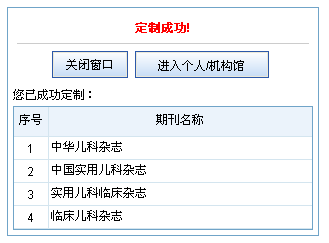 定制成功!
关闭窗口 进入个人/机构馆
您已成功定制：
序号 期刊名称
1 中华儿科杂志
2 中国实用儿科杂志
3 实用儿科临床杂志
4 临床儿科杂志